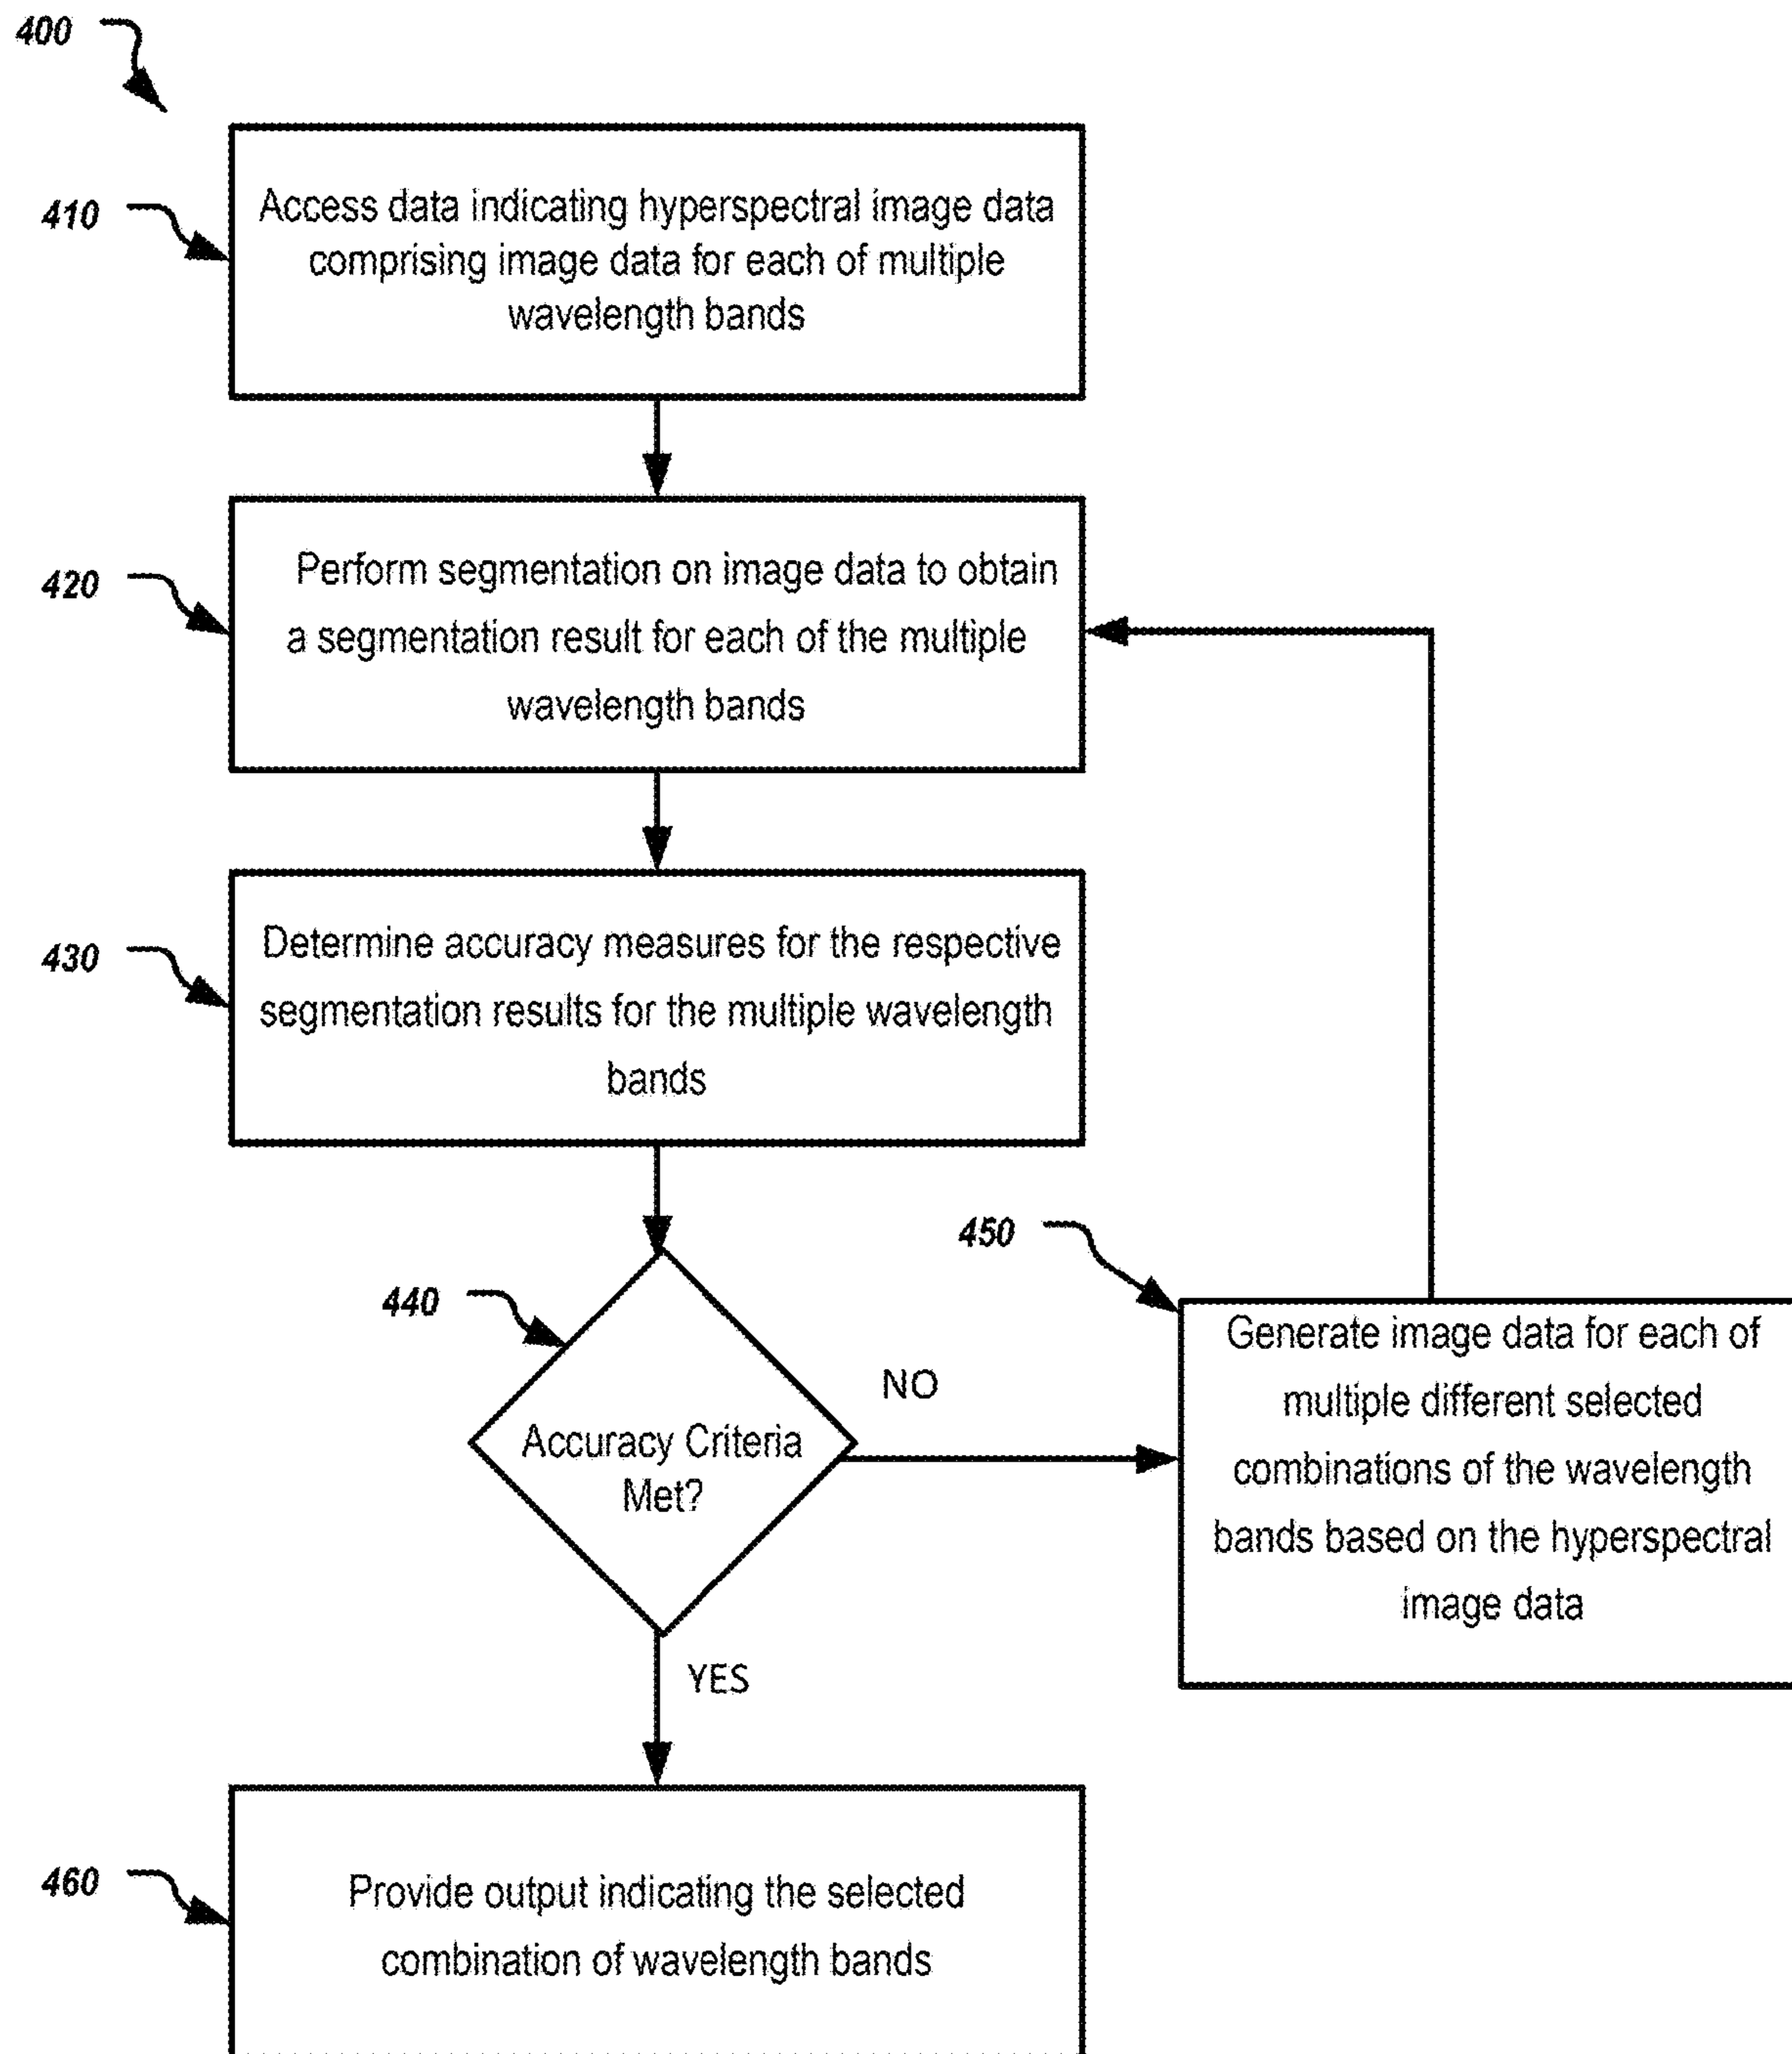 400
410
Access data indicating hyperspectral image data
comprising image data for each of multiple
wavelength bands
420
Perform segmentation on image data to obtain
a segmentation result for each of the multiple
wavelength bands
430
Determine accuracy measures for the respective
segmentation results for the multiple wavelength
bands
440
Accuracy Criteria
Met?
NO
YES
450
Generate image data for each of
multiple different selected
combinations of the wavelength
bands based on the hyperspectral
image data
460
Provide output indicating the selected
combination of wavelength bands